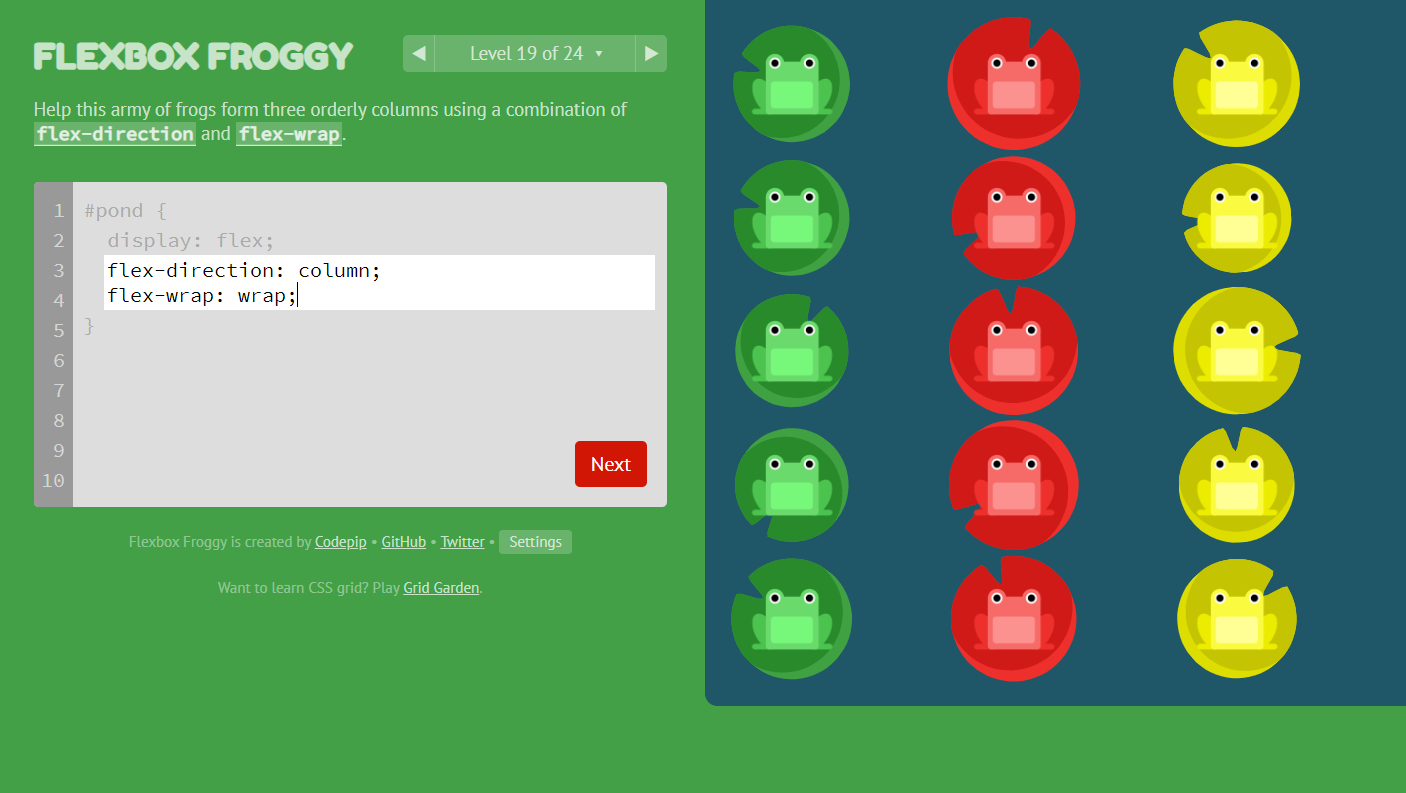 FLEXBOX FROGGY
◀ Level 19 of 24 ▼ ▶
Help this army of frogs form three orderly columns using a combination of
flex-direction and flex-wrap.
1 #pond {
2 display: flex;
3 flex-direction: column;
4 flex-wrap: wrap;
5 }
6
7
8
9
10
Next
Flexbox Froggy is created by Codepip • GitHub • Twitter • Settings
Want to learn CSS grid? Play Grid Garden.